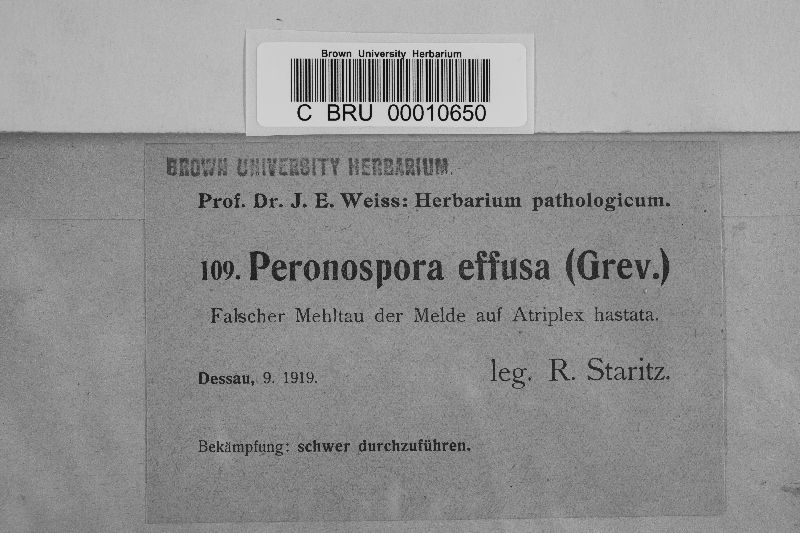 Brown University Herbarium
C BRU 00010650
BROWN UNIVERSITY HERBARIUM.
Prof. Dr. J. E. Weiss: Herbarium pathologicum.
109. Peronospora effusa (Grev.)
Falscher Mehltau der Melde auf Atriplex hastata.
Dessau, 9. 1919. leg. R. Staritz.
Bekämpfung: schwer durchzuführen.